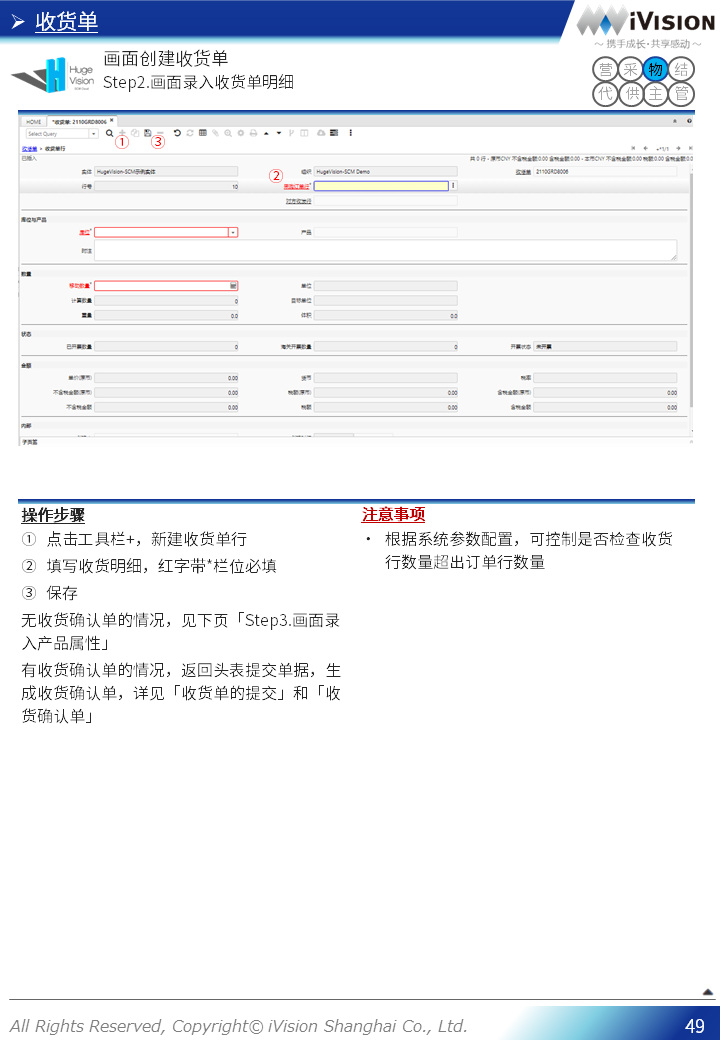 ➢ 收货单
iVISION
～ 携手成长·共享感动 ～
Huge
Vision
画面创建收货单
Step2.画面录入收货单明细
营 采 物 结
代 供 主 管
HOME
*收货单: 2110GRD8006
Select Query
① ③
收货单 > 收货单行
+*1/1
已插入
共 0 行 - 原币CNY 不含税金额:0.00 含税金额:0.00 - 本币CNY 不含税金额:0.00 税额:0.00 含税金额:0.0
实体 HugeVision-SCM示例实体
② 组织 HugeVision-SCM Demo
收货单 2110GRD8006
行号 10
采购订单行*
对方收发行
库位与产品
库位*
产品
附注
数量
移动数量*
单位
计算数量 0
目标单位
重量 0.0
体积 0.0
状态
已开票数量 0
海关开票数量 0
开票状态 未开票
金额
单价(原币) 0.00
货币
税率
不含税金额(原币) 0.00
税额(原币) 0.00
含税金额(原币) 0.00
不含税金额 0.00
税额 0.00
含税金额 0.00
内部
子页签
操作步骤
① 点击工具栏+，新建收货单行
② 填写收货明细，红字带*栏位必填
③ 保存
无收货确认单的情况，见下页「Step3.画面录
入产品属性」
有收货确认单的情况，返回头表提交单据，生
成收货确认单，详见「收货单的提交」和「收
货确认单」
注意事项
• 根据系统参数配置，可控制是否检查收货
行数量超出订单行数量
All Rights Reserved, Copyright© iVision Shanghai Co., Ltd.
49